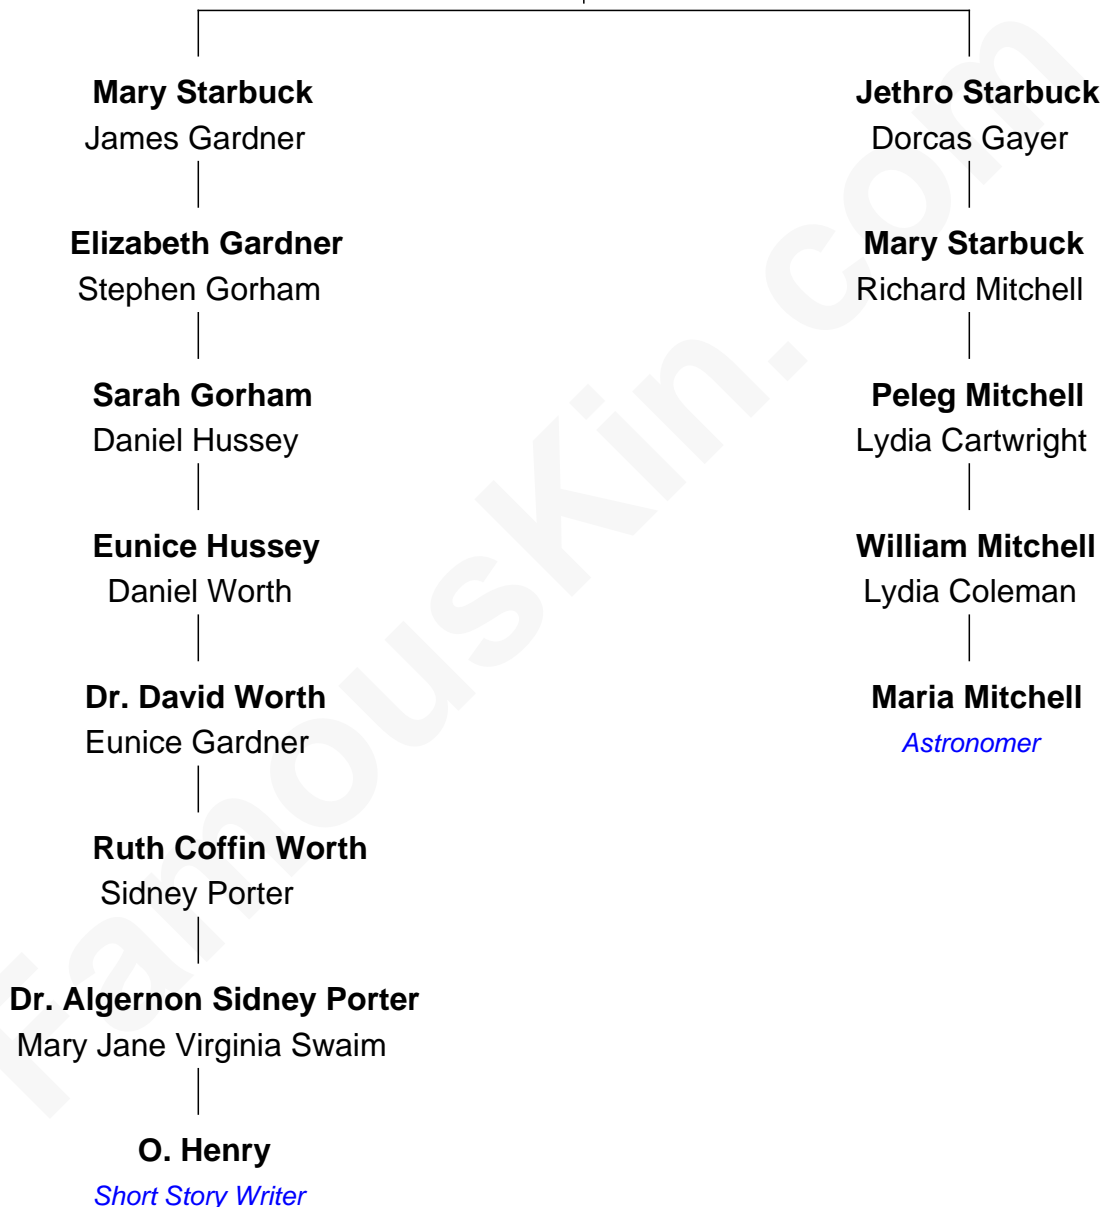 Mary Starbuck
James Gardner
Elizabeth Gardner
Stephen Gorham
Sarah Gorham
Daniel Hussey
Eunice Hussey
Daniel Worth
Dr. David Worth
Eunice Gardner
Ruth Coffin Worth
Sidney Porter
Dr. Algernon Sidney Porter
Mary Jane Virginia Swaim
O. Henry
Short Story Writer
Jethro Starbuck
Dorcas Gayer
Mary Starbuck
Richard Mitchell
Peleg Mitchell
Lydia Cartwright
William Mitchell
Lydia Coleman
Maria Mitchell
Astronomer
FamousKin.com